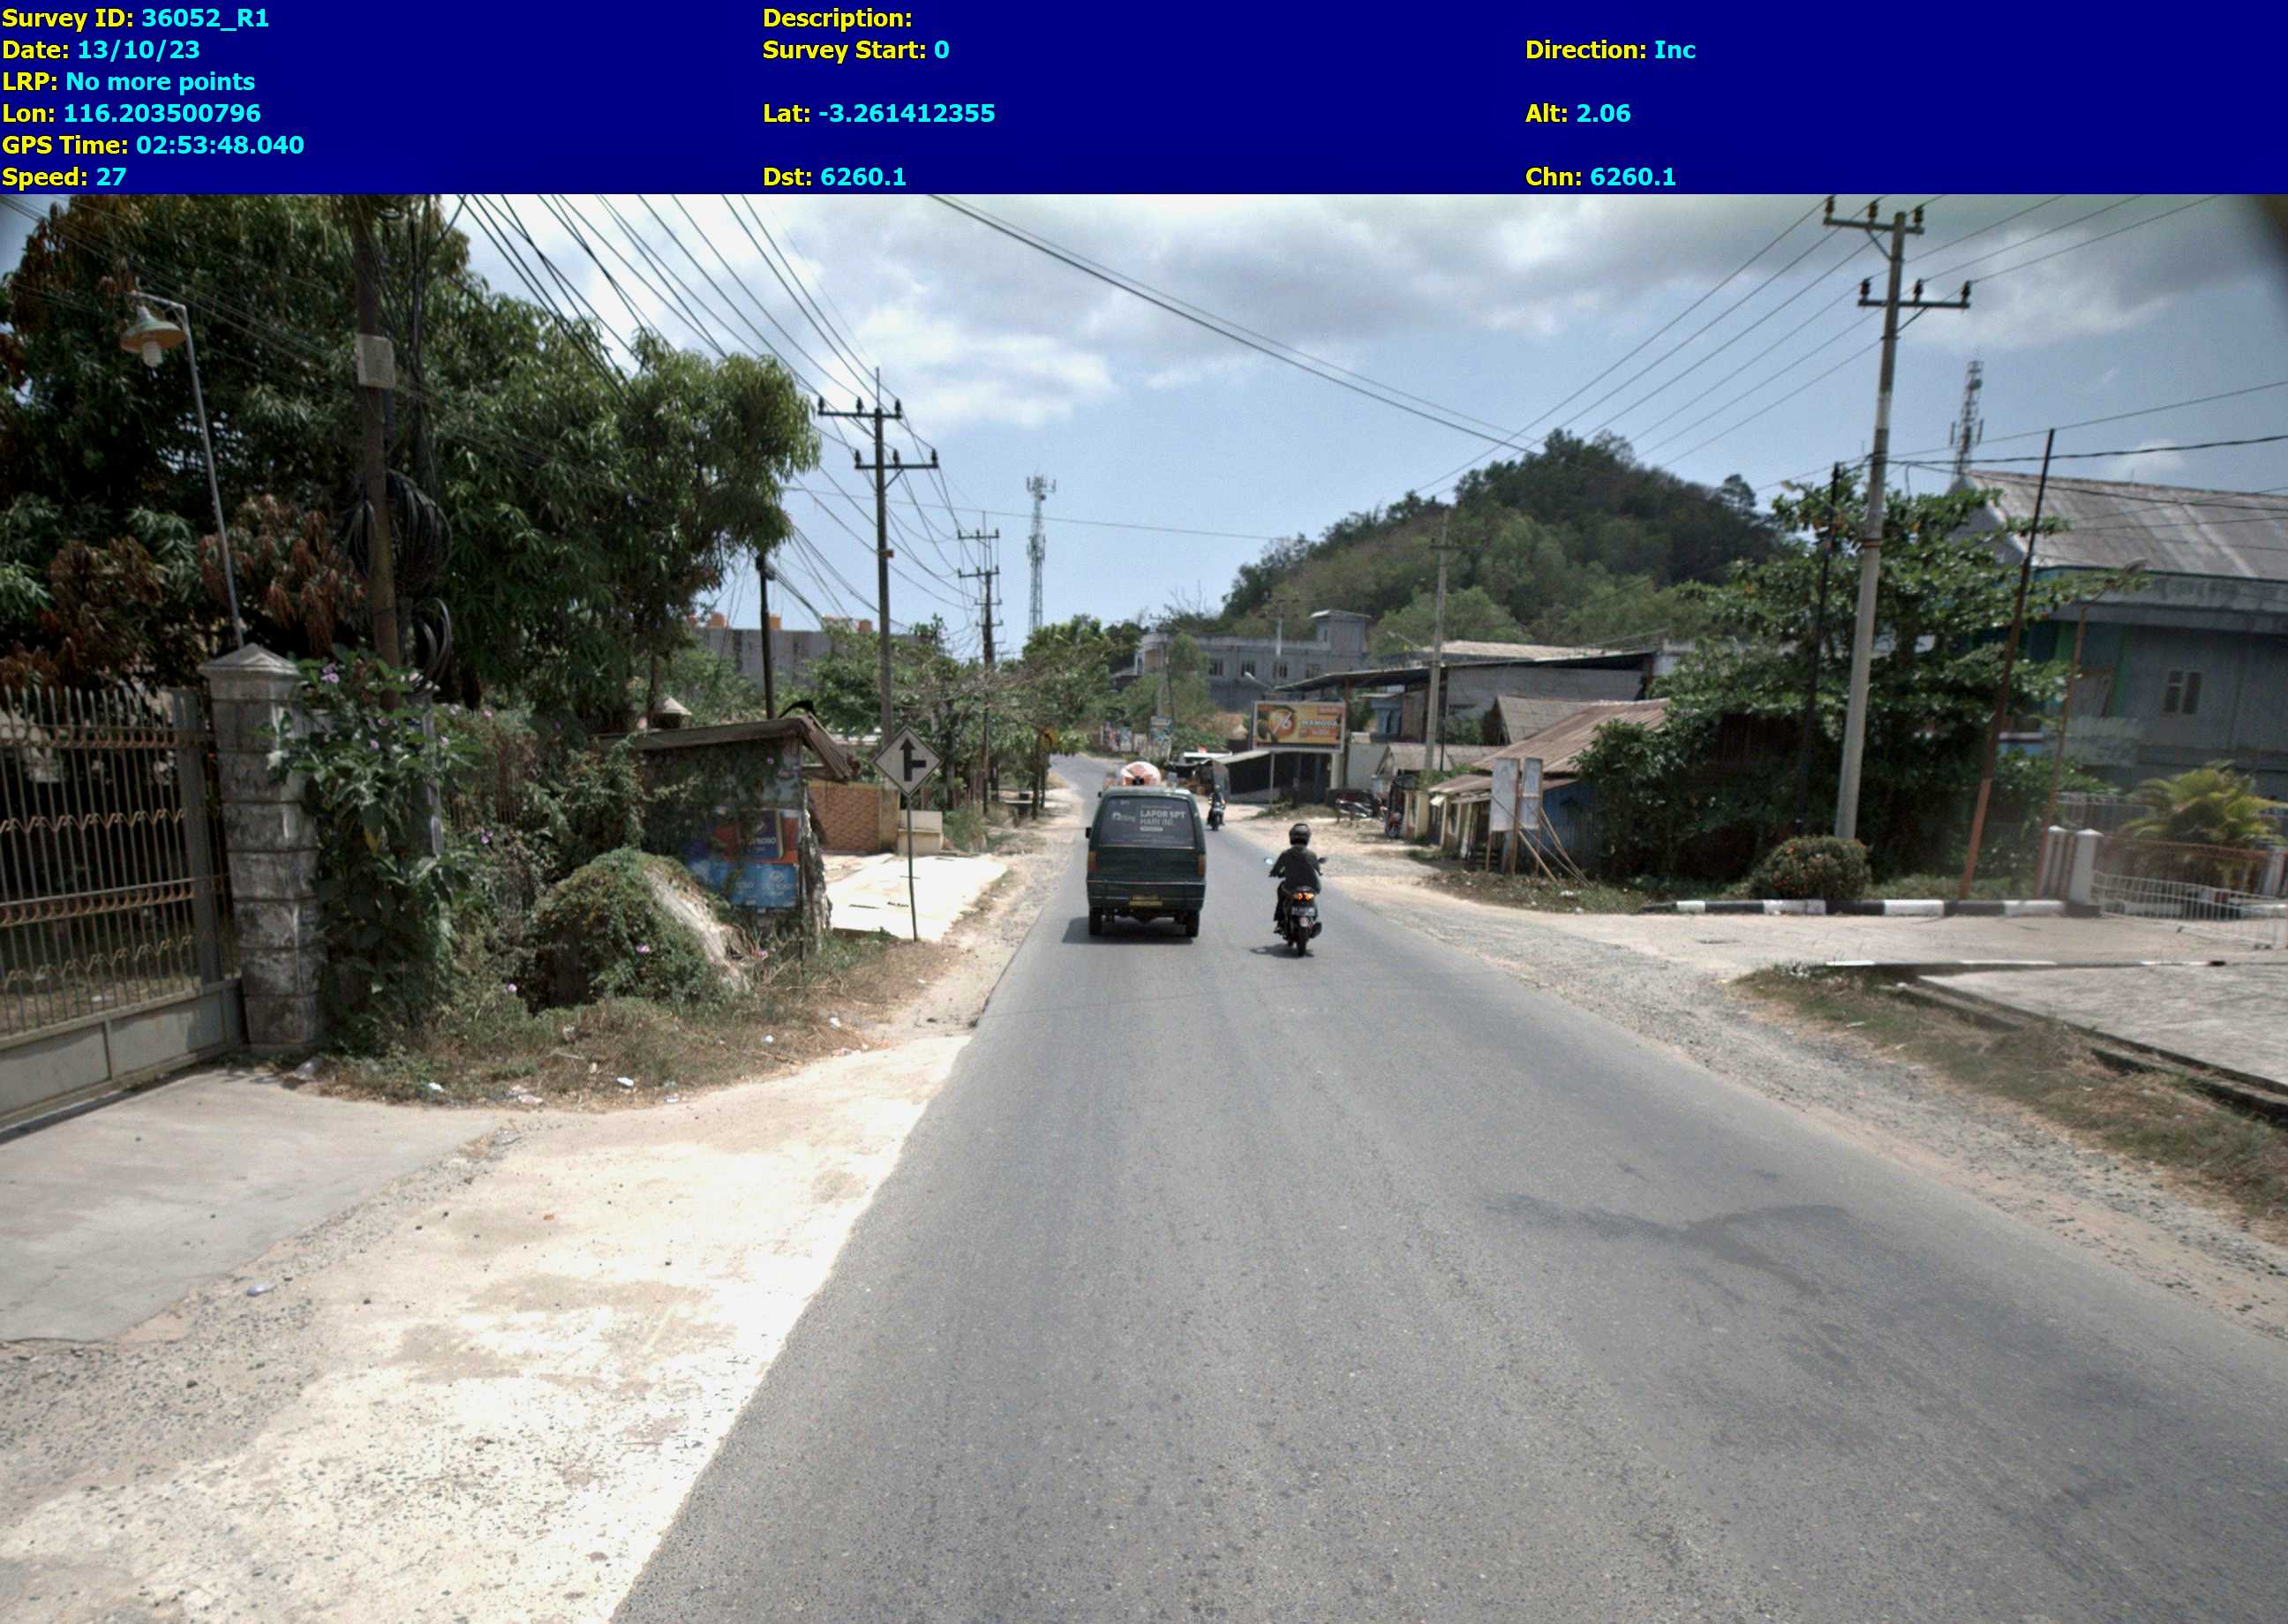 Survey ID: 36052_R1
Description:
Date: 13/10/23
Survey Start: 0
Direction: Inc
LRP: No more points
Lon: 116.203500796
Lat: -3.261412355
Alt: 2.06
GPS Time: 02:53:48.040
Speed: 27
Dst: 6260.1
Chn: 6260.1
LAPOR SPT
HARI INI.